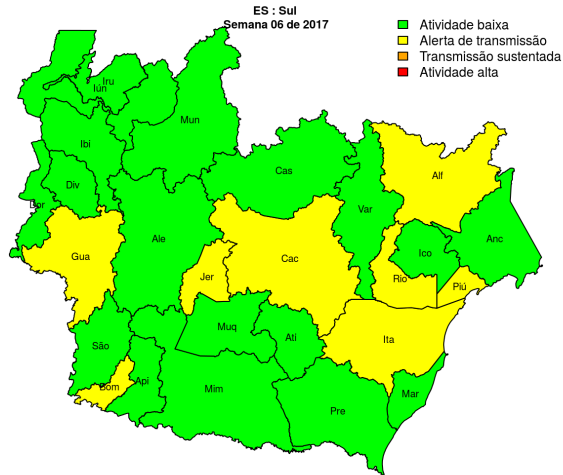 ES : Sul
Semana 06 de 2017
Atividade baixa
Alerta de transmissão
Transmissão sustentada
Atividade alta
Iru
Iún
Mun
Ibi
Cas
Alf
Div
Dor
Var
Ale
Anc
Gua
Cac
Ico
Jer
Rio
Piú
Muq
Ati
Ita
São
Bom
Api
Mim
Mar
Pre